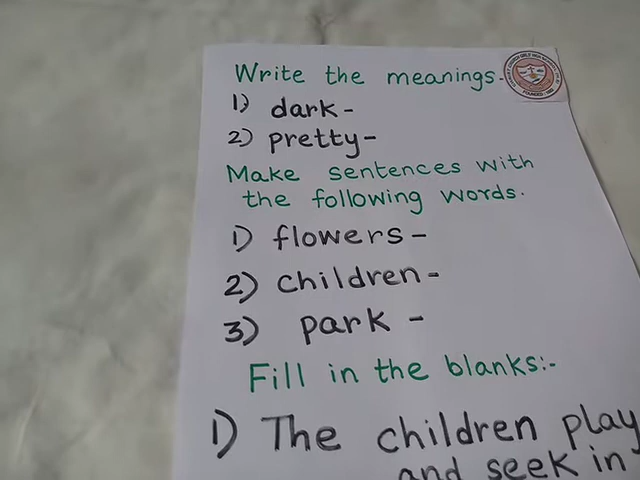 Write the meanings.
1) dark-
2) pretty-
Make sentences with
the following words.
1) flowers -
2) children-
3) park -
Fill in the blanks:-
1) The children play
and seek in